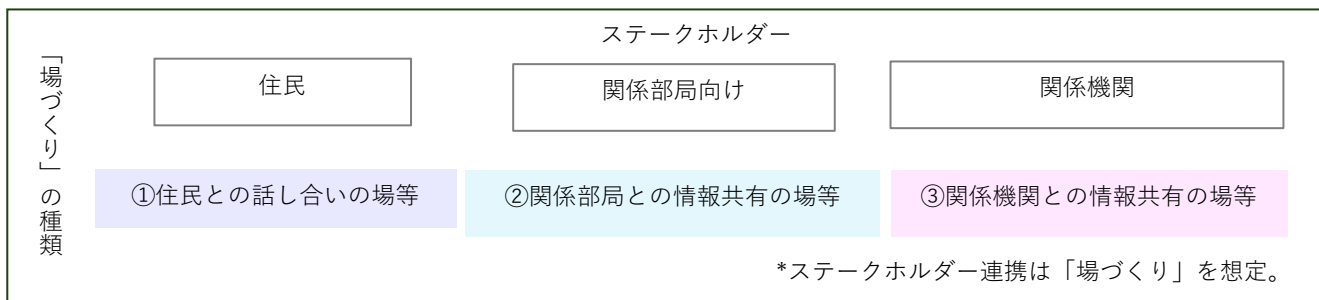 ステークホルダー
「場づくり」の種類
住民
関係部局向け
関係機関
①住民との話し合いの場等
②関係部局との情報共有の場等
③関係機関との情報共有の場等
*ステークホルダー連携は「場づくり」を想定。